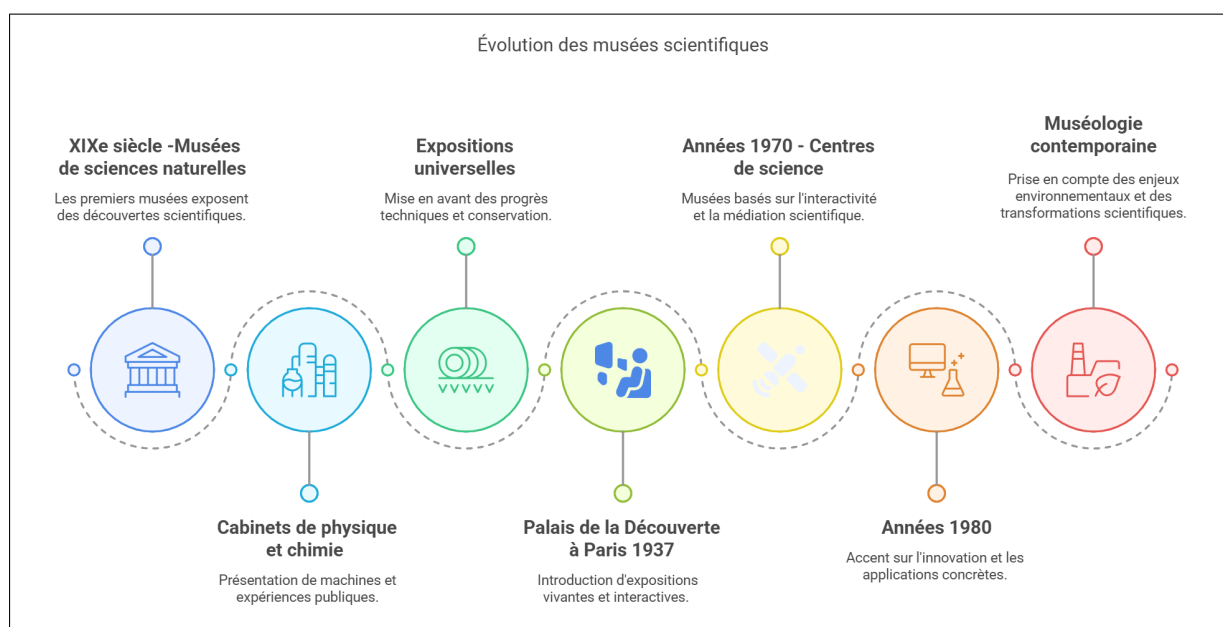 Évolution des musées scientifiques
XIXe siècle -Musées
de sciences naturelles
Les premiers musées exposent
des découvertes scientifiques.
Cabinets de physique
et chimie
Présentation de machines et
expériences publiques.
Expositions
universelles
Mise en avant des progrès
techniques et conservation.
Palais de la Découverte
à Paris 1937
Introduction d'expositions
vivantes et interactives.
Années 1970 - Centres
de science
Musées basés sur l'interactivité
et la médiation scientifique.
Années 1980
Accent sur l'innovation et les
applications concrètes.
Muséologie
contemporaine
Prise en compte des enjeux
environnementaux et des
transformations scientifiques.